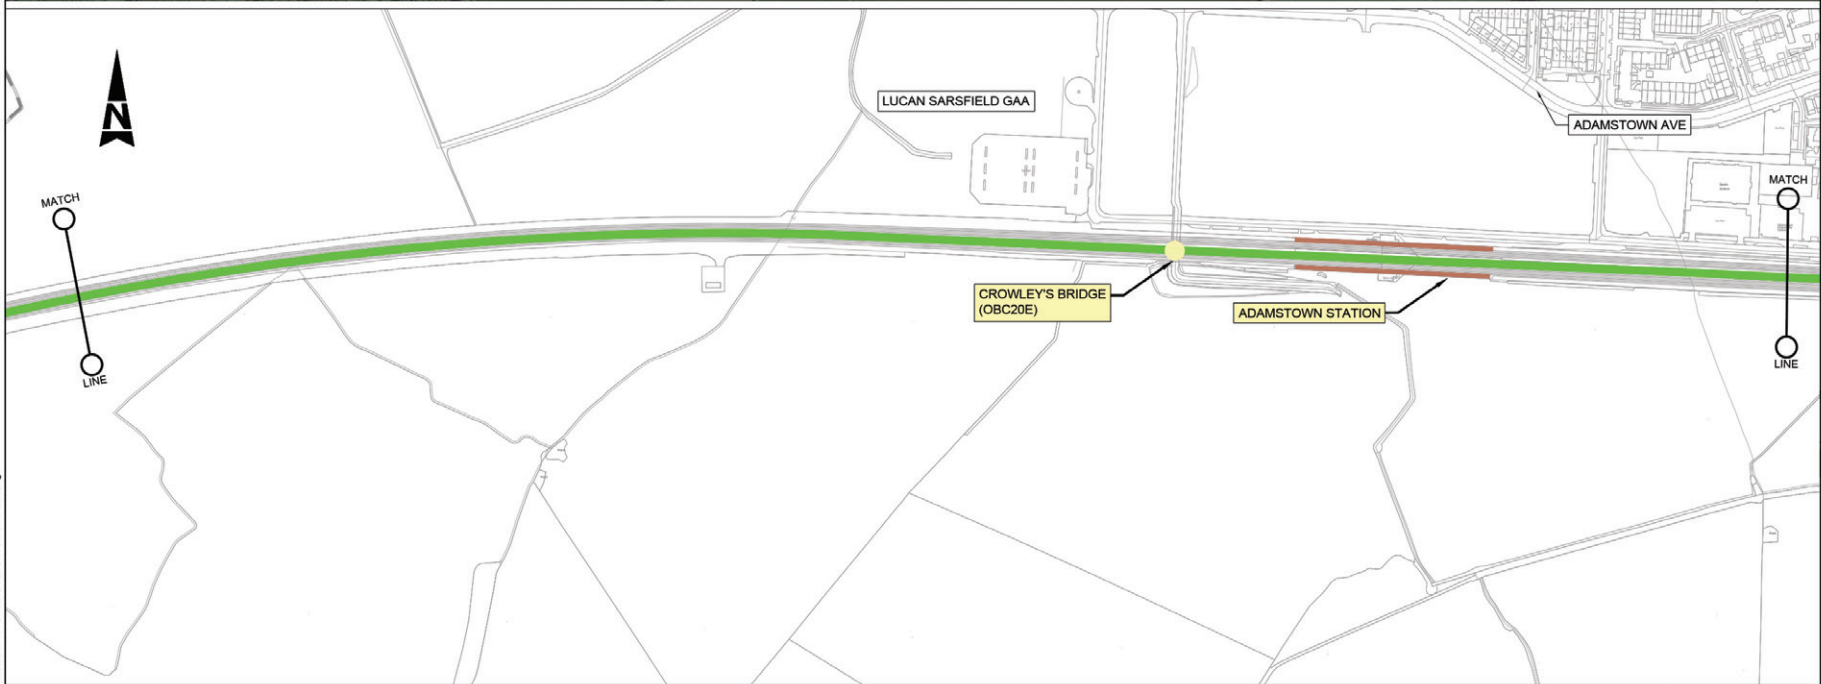 N
LUCAN SARSFIELD GAA
ADAMSTOWN AVE
MATCH
MATCH
CROWLEY'S BRIDGE
(OBC20E)
ADAMSTOWN STATION
LINE
LINE